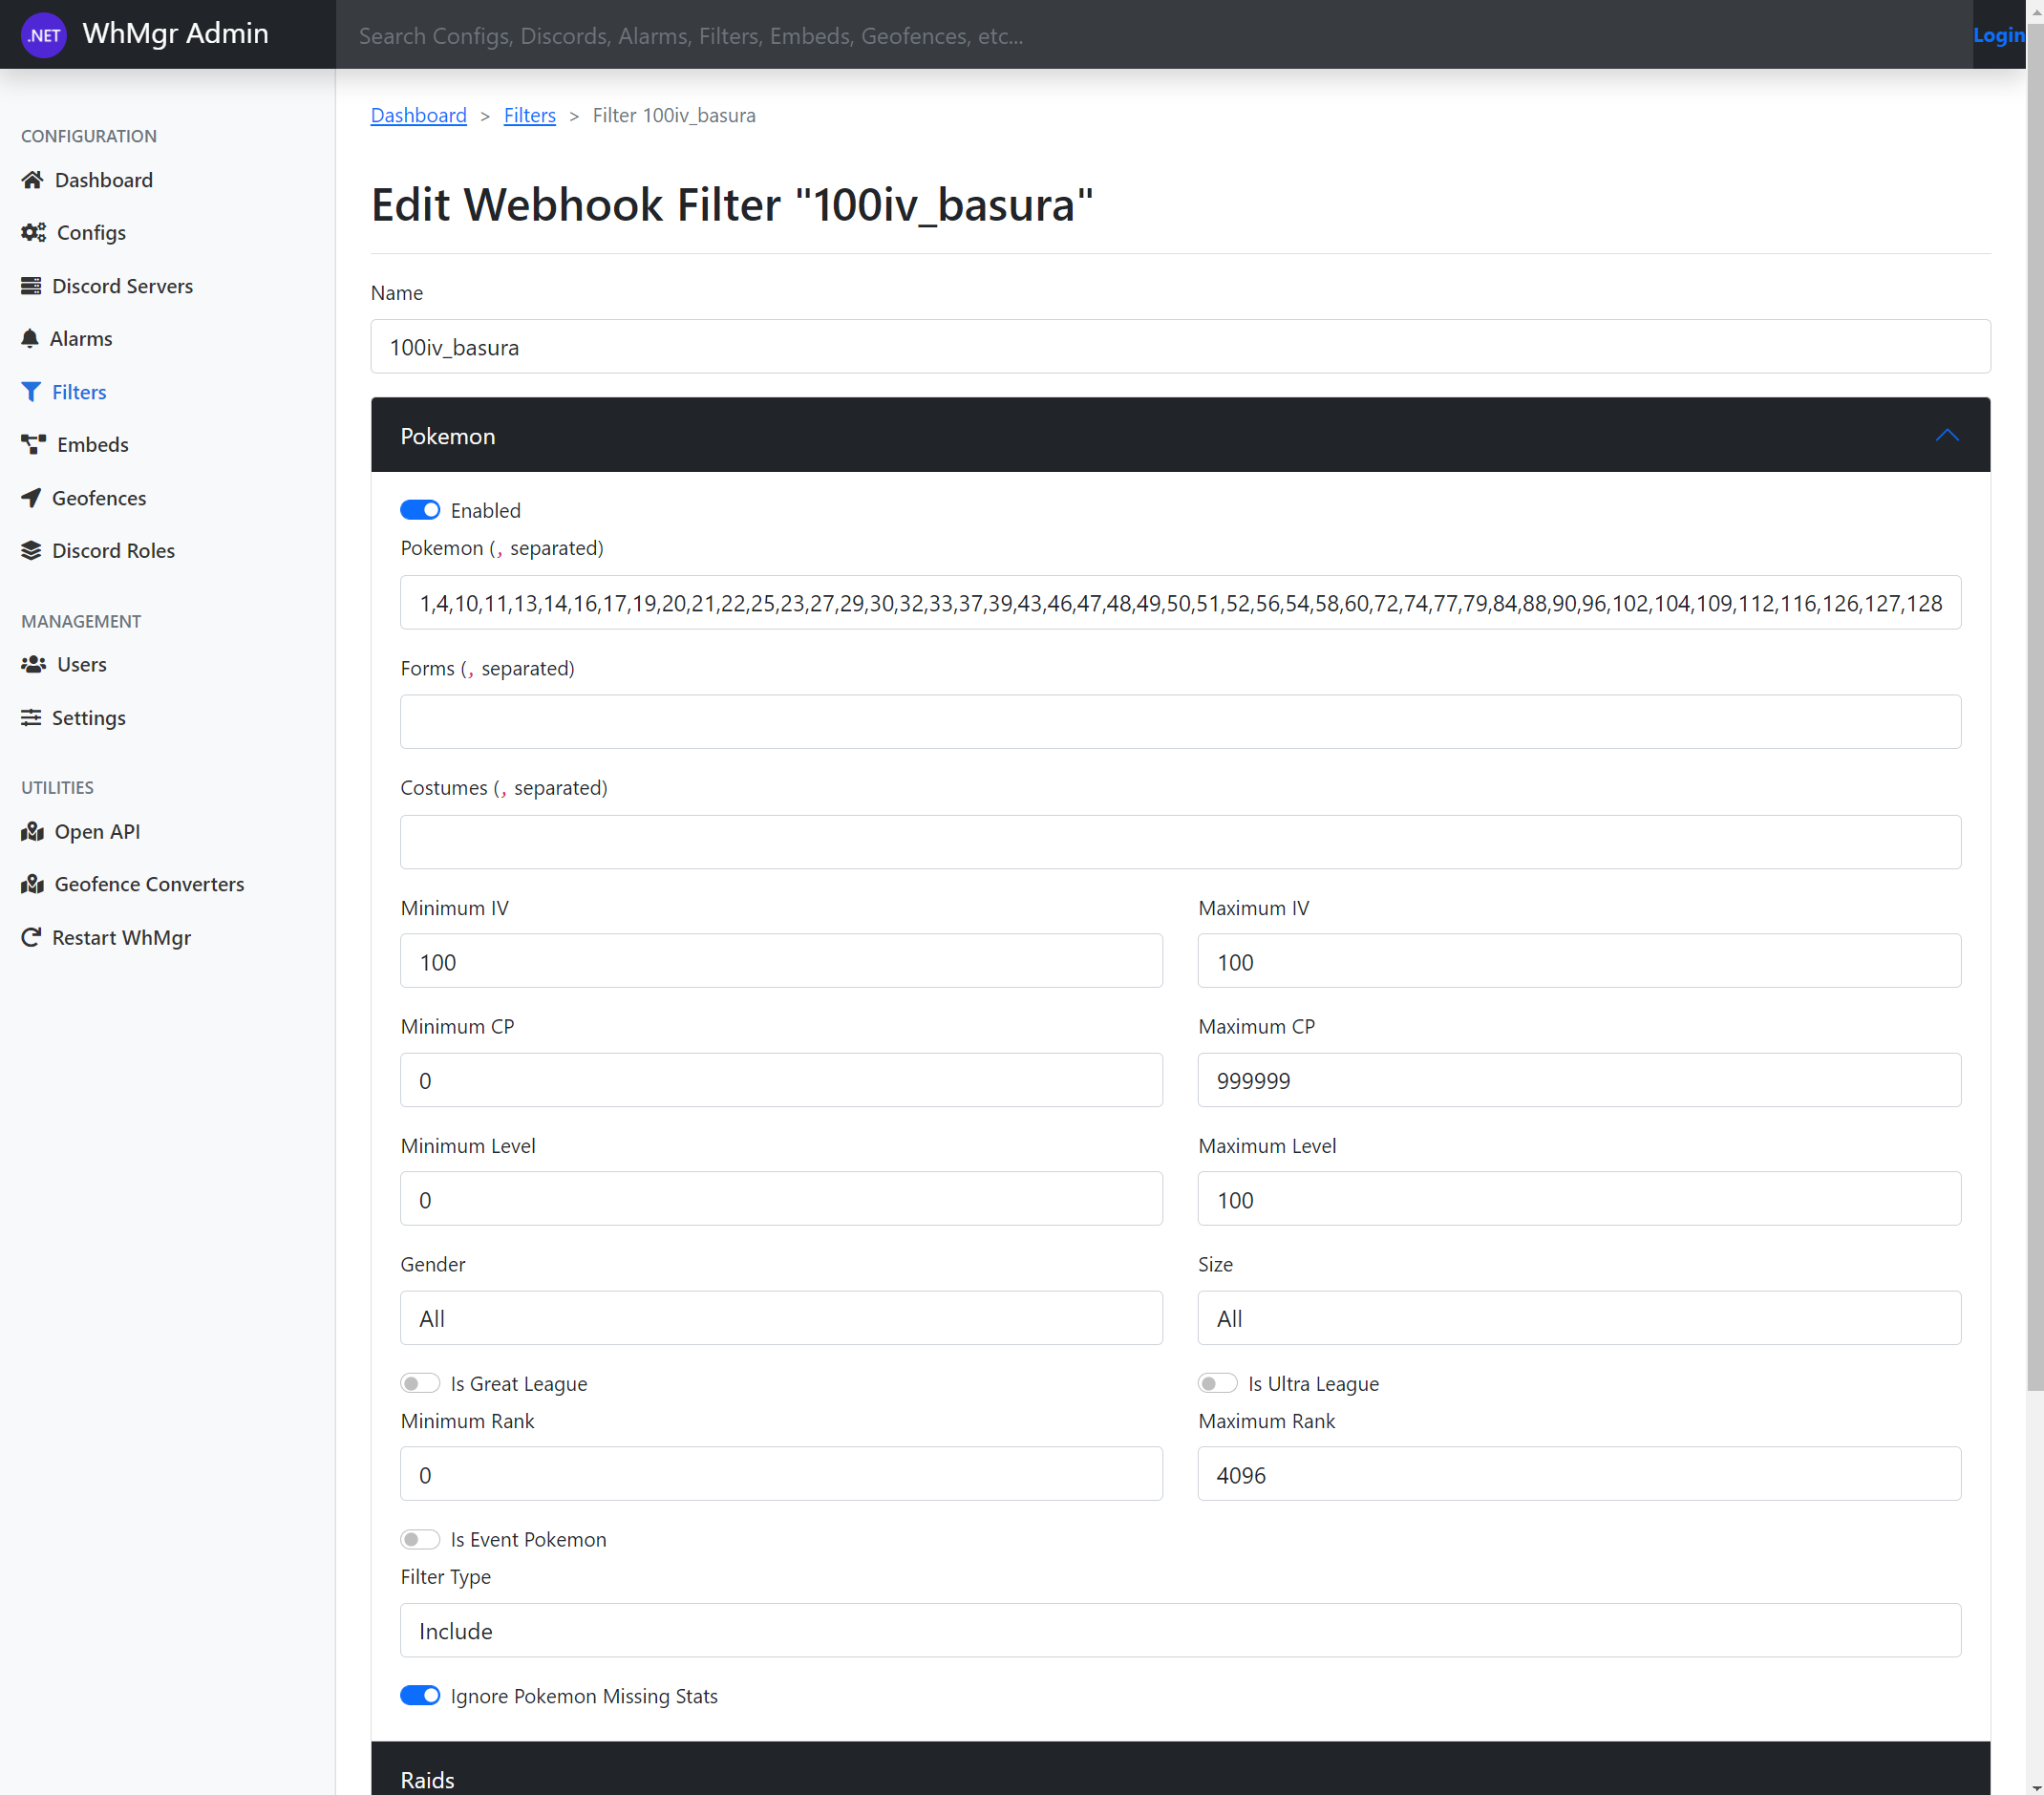 .NET WhMgr Admin
Search Configs, Discords, Alarms, Filters, Embeds, Geofences, etc...
Login
CONFIGURATION
Dashboard
Configs
Discord Servers
Alarms
Filters
Embeds
Geofences
Discord Roles
MANAGEMENT
Users
Settings
UTILITIES
Open API
Geofence Converters
Restart WhMgr
Dashboard > Filters > Filter 100iv_basura
Edit Webhook Filter "100iv_basura"
Name
100iv_basura
Pokemon
Enabled
Pokemon (, separated)
1,4,10,11,13,14,16,17,19,20,21,22,25,23,27,29,30,32,33,37,39,43,46,47,48,49,50,51,52,56,54,58,60,72,74,77,79,84,88,90,96,102,104,109,112,116,126,127,128
Forms (, separated)
Costumes (, separated)
Minimum IV
Maximum IV
100
100
Minimum CP
Maximum CP
0
999999
Minimum Level
Maximum Level
0
100
Gender
Size
All
All
Is Great League
Is Ultra League
Minimum Rank
Maximum Rank
0
4096
Is Event Pokemon
Filter Type
Include
Ignore Pokemon Missing Stats
Raids